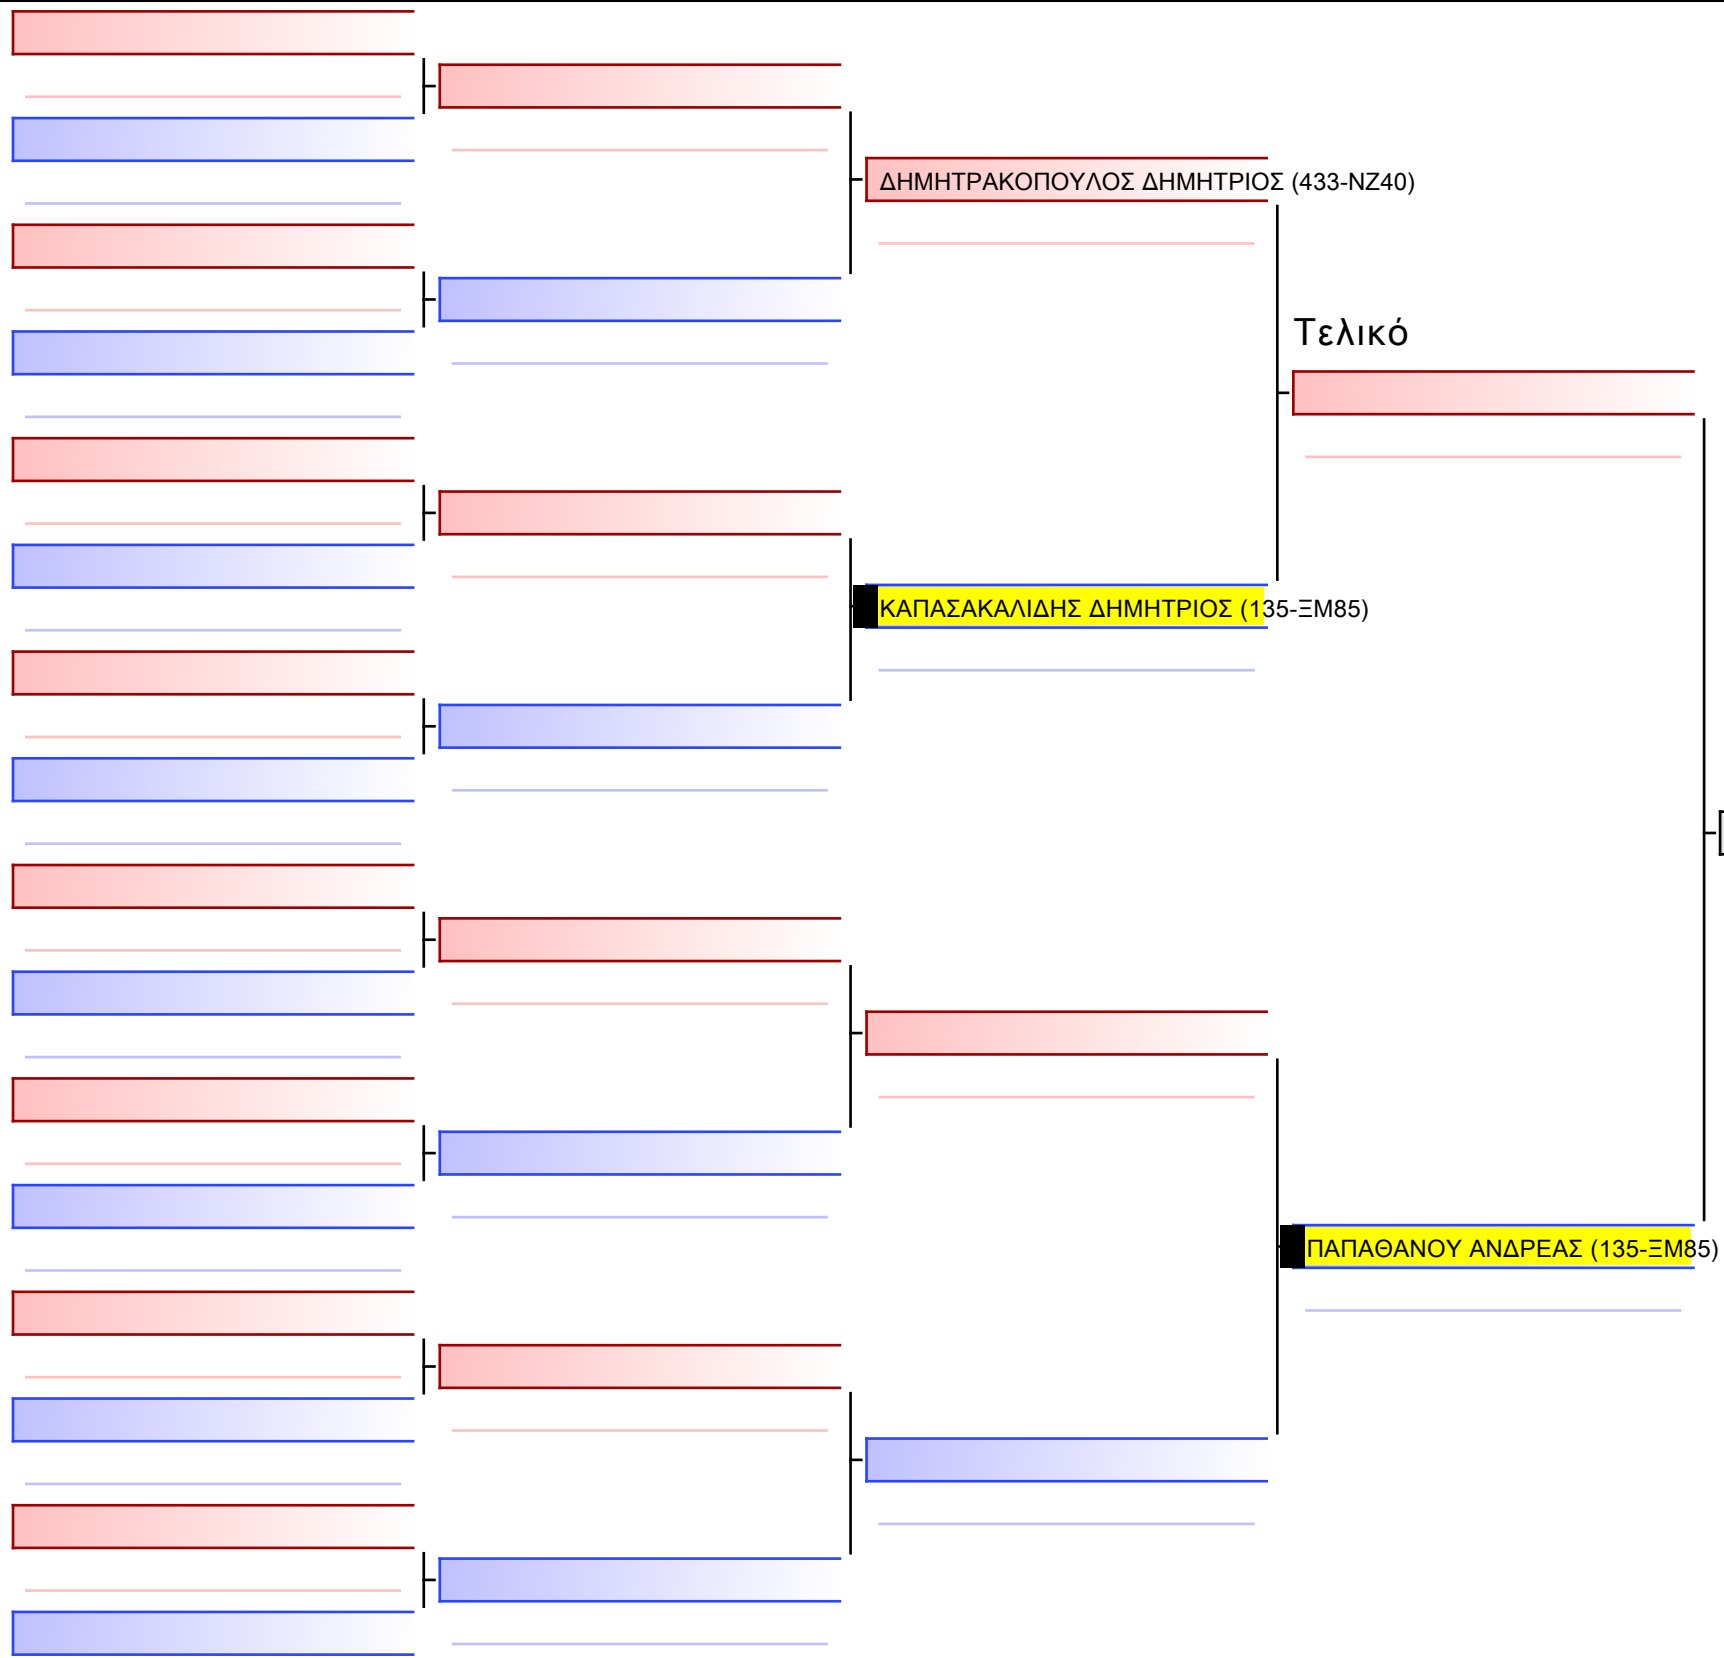 ΔΗΜΗΤΡΑΚΟΠΟΥΛΟΣ ΔΗΜΗΤΡΙΟΣ (433-ΝΖ40)
Τελικό
ΚΑΠΑΣΑΚΑΛΙΔΗΣ ΔΗΜΗΤΡΙΟΣ (135-ΞΜ85)
ΠΑΠΑΘΑΝΟΥ ΑΝΔΡΕΑΣ (135-ΞΜ85)